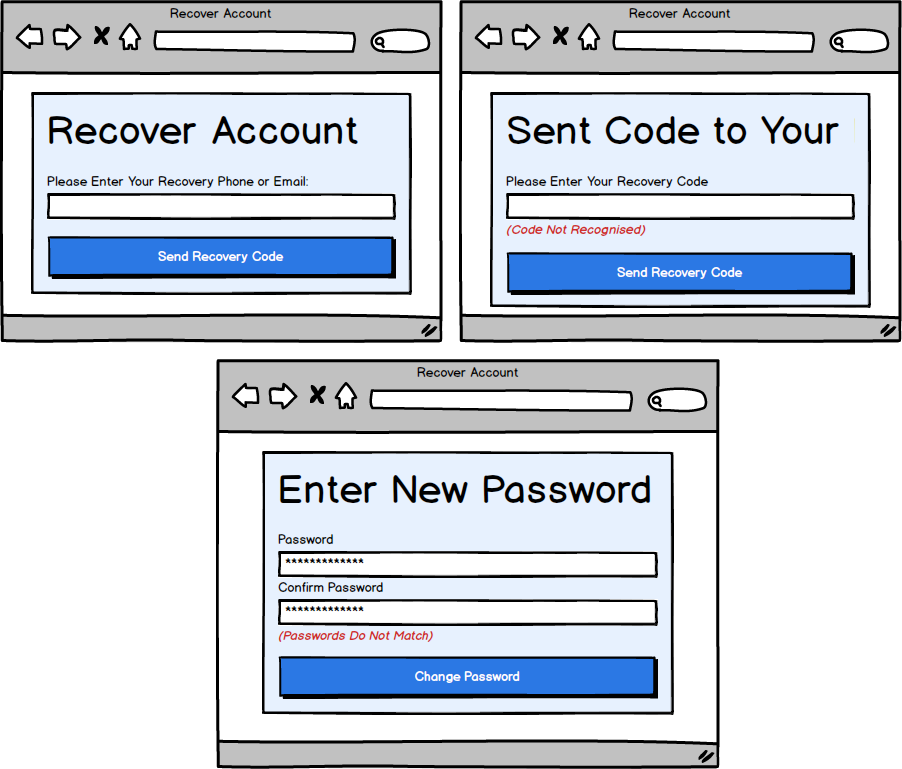 Recover Account
Recover Account
Please Enter Your Recovery Phone or Email:
Send Recovery Code
Recover Account
Sent Code to Your
Please Enter Your Recovery Code
(Code Not Recognised)
Send Recovery Code
Recover Account
Enter New Password
Password
*************
Confirm Password
*************
(Passwords Do Not Match)
Change Password